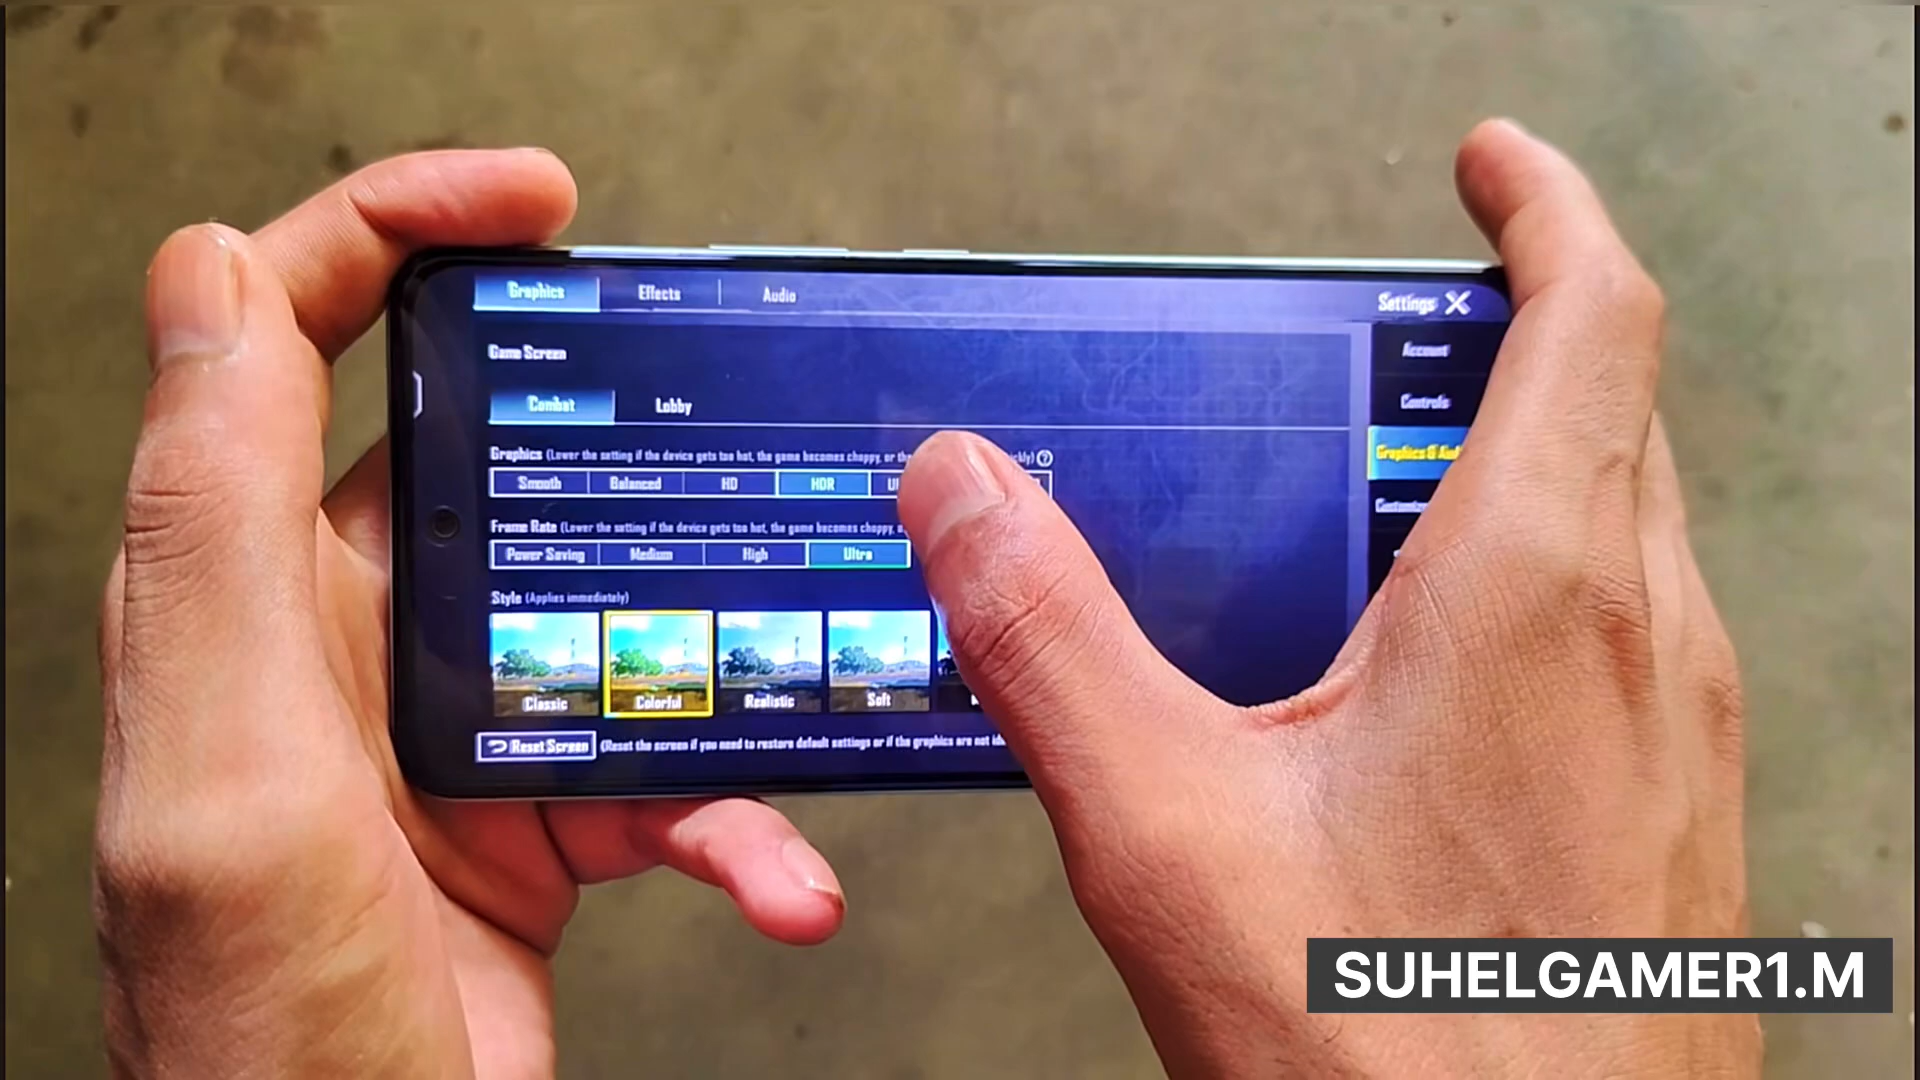 Graphics Effects Audio
Settings X
Game Screen
Account
Combat Lobby
Controls
Graphics (Lower the setting if the device gets too hot, the game becomes choppy, or the
Graphics &
Smooth Balanced HD HDR
Frame Rate (Lower the setting if the device gets too hot, the game becomes choppy,
Power Saving Medium High Ultra
Style (Applies immediately)
Classic Colorful Realistic Soft
Reset Screen (Reset the screen if you need to restore default settings or if the graphics are not
SUHELGAMER1.M